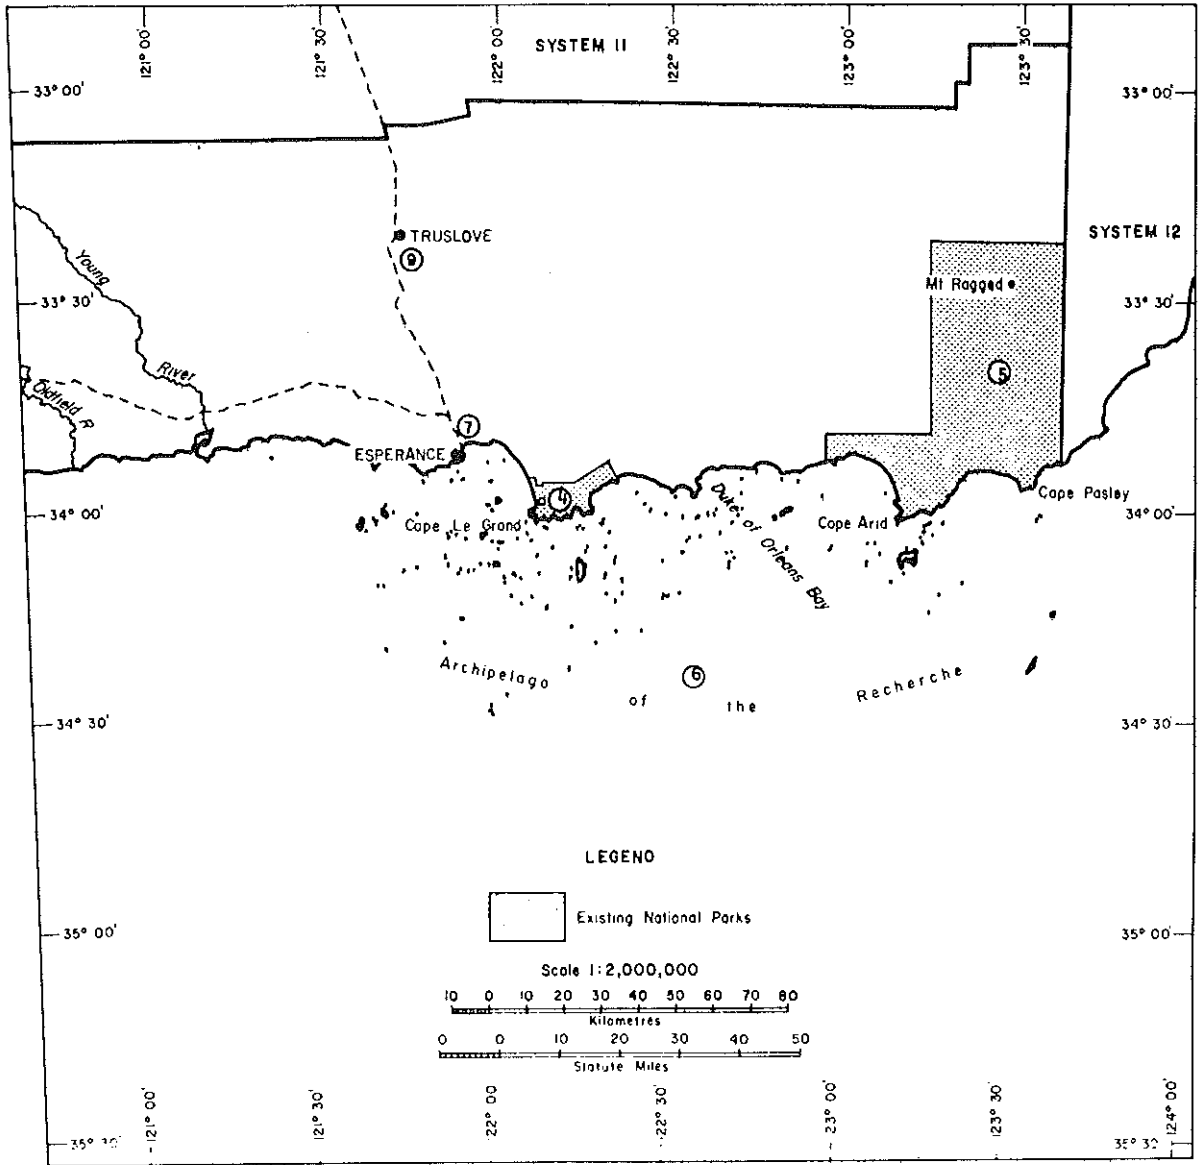 121° 00'
121° 30'
122° 00'
122° 30'
123° 00'
123° 30'
SYSTEM 11
33° 00'
33° 00'
SYSTEM 12
TRUSLOVE
9
Young
River
Mt Ragged
33° 30'
33° 30'
5
Oldfield R
7
ESPERANCE
4
Cape Le Grand
Duke of Orleans Bay
Cape Arid
Cape Pasley
34° 00'
34° 00'
Archipelago of the Recherche
6
34° 30'
34° 30'
LEGEND
Existing National Parks
35° 00'
35° 00'
Scale 1:2,000,000
10 0 10 20 30 40 50 60 70 80
Kilometres
0 0 10 20 30 40 50
Statute Miles
121° 00'
121° 30'
122° 00'
122° 30'
123° 00'
123° 30'
124° 00'
35° 30'
35° 30'